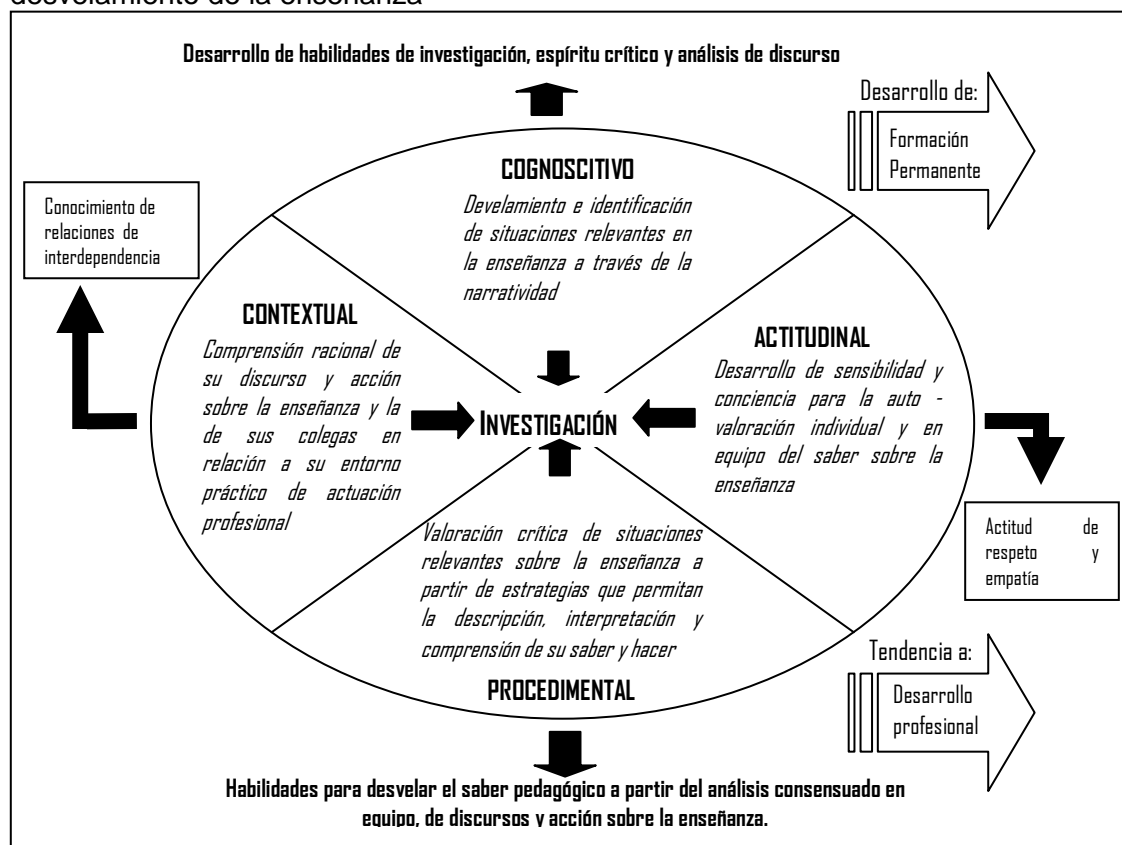 desvelamiento de la enseñanza
Desarrollo de habilidades de investigación, espíritu crítico y análisis de discurso
Desarrollo de:
Formación
Permanente
COGNOSCITIVO
Develamiento e identificación
de situaciones relevantes en
la enseñanza a través de la
narratividad
Conocimiento de
relaciones de
interdependencia
CONTEXTUAL
Comprensión racional de
su discurso y acción
sobre la enseñanza y la
de sus colegas en
relación a su entorno
práctico de actuación
profesional
ACTITUDINAL
Desarrollo de sensibilidad y
conciencia para la auto -
valoración individual y en
equipo del saber sobre la
enseñanza
INVESTIGACIÓN
Actitud de
respeto y
empatía
Valoración crítica de situaciones
relevantes sobre la enseñanza a
partir de estrategias que permitan
la descripción, interpretación y
comprensión de su saber y hacer
PROCEDIMENTAL
Tendencia a:
Desarrollo
profesional
Habilidades para desvelar el saber pedagógico a partir del análisis consensuado en
equipo, de discursos y acción sobre la enseñanza.